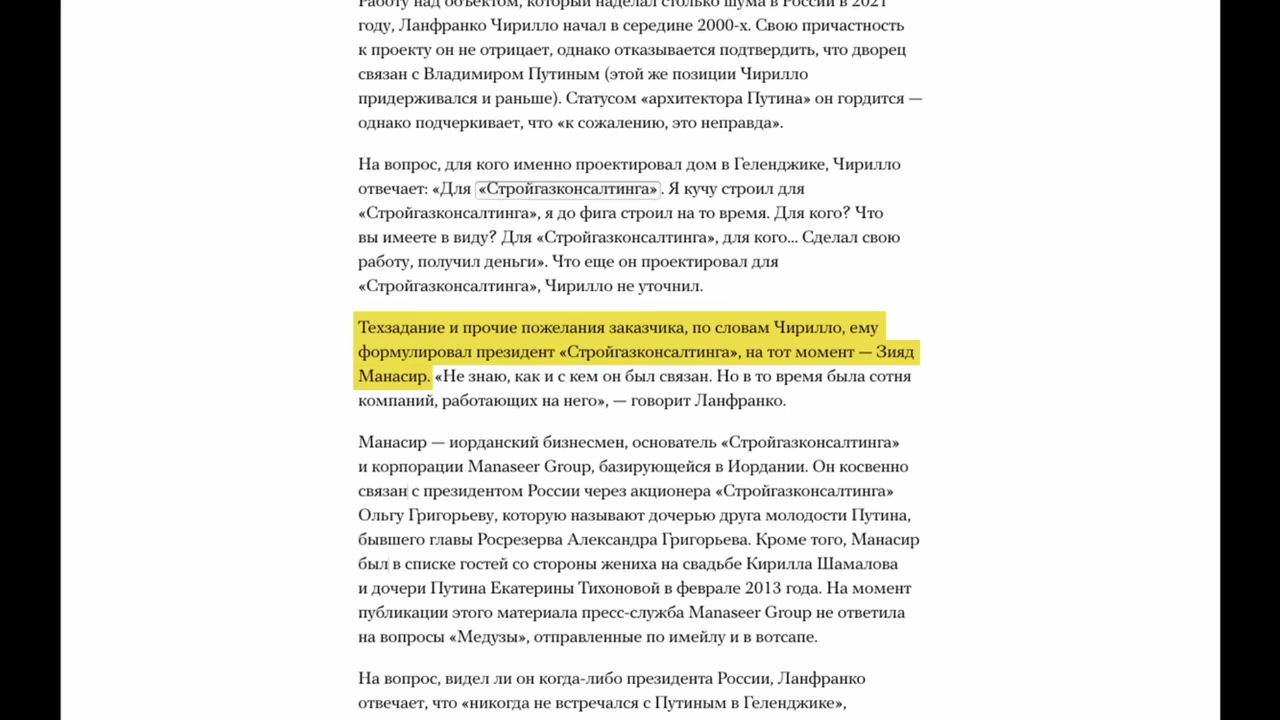 Работу над объектом, который наделал столько шума в России в 2021
году, Ланфранко Чирилло начал в середине 2000-х. Свою причастность
к проекту он не отрицает, однако отказывается подтвердить, что дворец
связан с Владимиром Путиным (этой же позиции Чирилло
придерживался и раньше). Статусом «архитектора Путина» он гордится —
однако подчеркивает, что «к сожалению, это неправда».
На вопрос, для кого именно проектировал дом в Геленджике, Чирилло
отвечает: «Для «Стройгазконсалтинга». Я кучу строил для
«Стройгазконсалтинга», я до фига строил на то время. Для кого? Что
вы имеете в виду? Для «Стройгазконсалтинга», для кого... Сделал свою
работу, получил деньги». Что еще он проектировал для
«Стройгазконсалтинга», Чирилло не уточнил.
Техзадание и прочие пожелания заказчика, по словам Чирилло, ему
формулировал президент «Стройгазконсалтинга», на тот момент — Зияд
Манасир. «Не знаю, как и с кем он был связан. Но в то время была сотня
компаний, работающих на него», — говорит Ланфранко.
Манасир — иорданский бизнесмен, основатель «Стройгазконсалтинга»
и корпорации Manaseer Group, базирующейся в Иордании. Он косвенно
связан с президентом России через акционера «Стройгазконсалтинга»
Ольгу Григорьеву, которую называют дочерью друга молодости Путина,
бывшего главы Росрезерва Александра Григорьева. Кроме того, Манасир
был в списке гостей со стороны жениха на свадьбе Кирилла Шамалова
и дочери Путина Екатерины Тихоновой в феврале 2013 года. На момент
публикации этого материала пресс-служба Manaseer Group не ответила
на вопросы «Медузы», отправленные по имейлу и в вотсапе.
На вопрос, видел ли он когда-либо президента России, Ланфранко
отвечает, что «никогда не встречался с Путиным в Геленджике»,